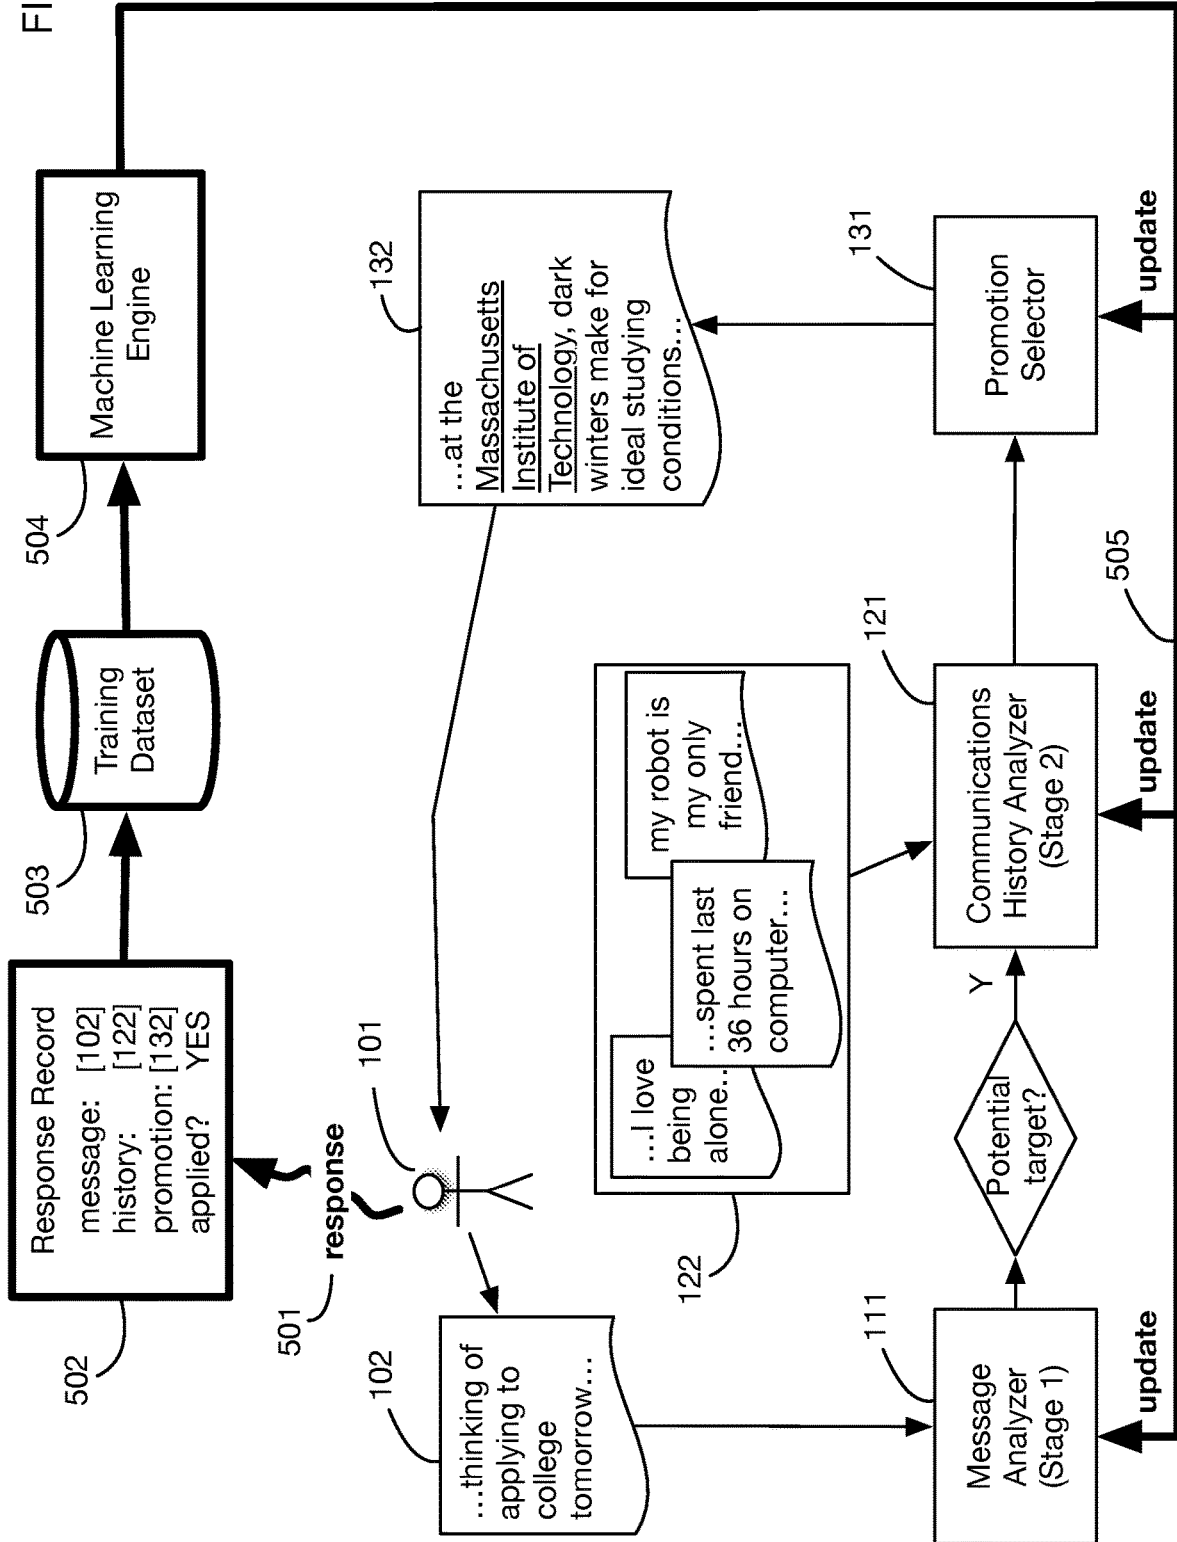 FI
Response Record
message: [102]
history: [122]
promotion: [132]
applied? YES
502
Training
Dataset
503
Machine Learning
Engine
504
501
response
101
…thinking of
applying to
college
tomorrow…
102
…I love
being
alone…
…spent last
36 hours on
computer…
my robot is
my only
friend…
122
…at the
Massachusetts
Institute of
Technology, dark
winters make for
ideal studying
conditions…
132
Message
Analyzer
(Stage 1)
111
Potential
target?
Y
Communications
History Analyzer
(Stage 2)
121
Promotion
Selector
131
update
update
505
update